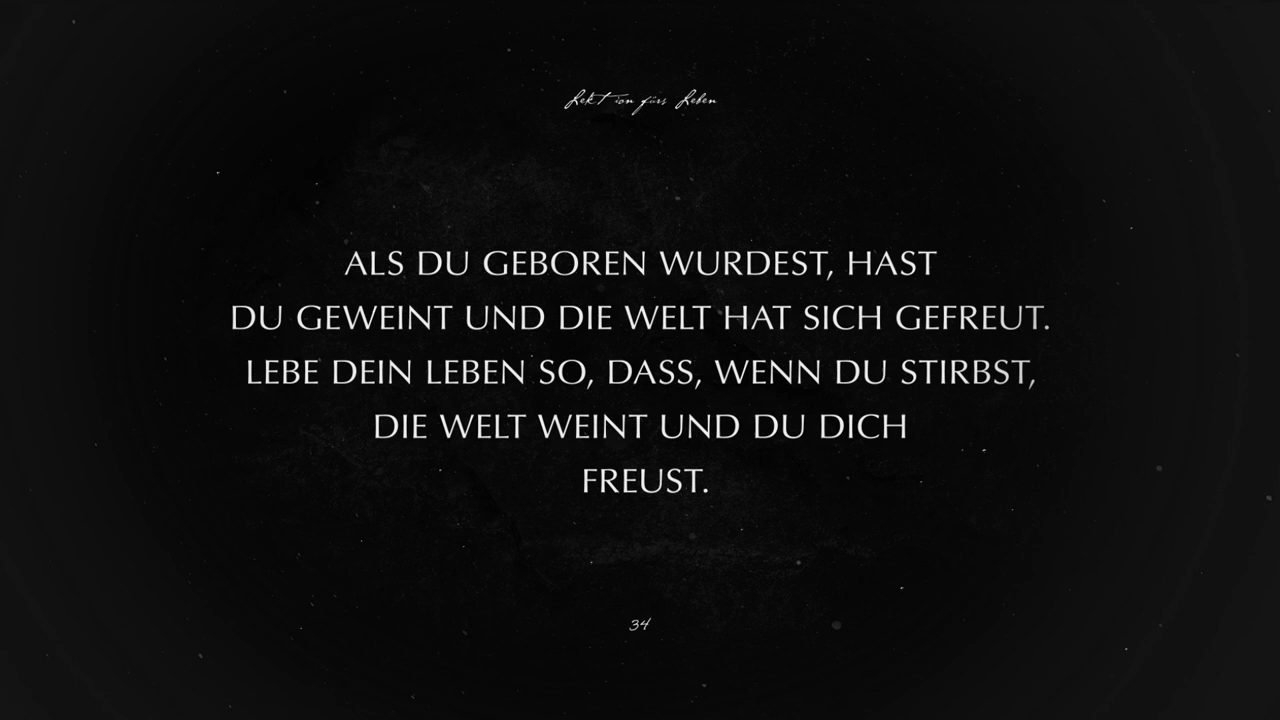 Lektion fürs Leben
ALS DU GEBOREN WURDEST, HAST
DU GEWEINT UND DIE WELT HAT SICH GEFREUT.
LEBE DEIN LEBEN SO, DASS, WENN DU STIRBST,
DIE WELT WEINT UND DU DICH
FREUST.
34